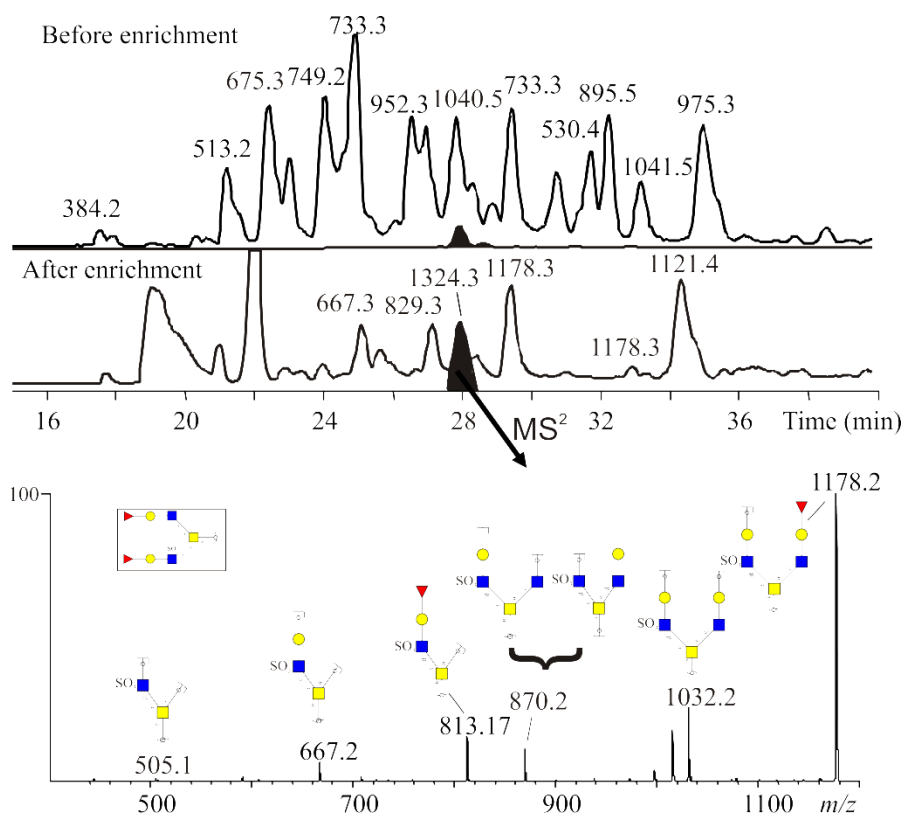 Before enrichment
384.2
513.2
675.3
749.2
733.3
952.3
1040.5
733.3
530.4
895.5
1041.5
975.3
After enrichment
667.3
829.3
1324.3
1178.3
1178.3
1121.4
16 20 24 28 32 36 Time (min)
MS²
100
1178.2
SO
SO
SO
SO
SO
SO
SO
SO
505.1
667.2
813.17
870.2
1032.2
500 700 900 1100 m/z